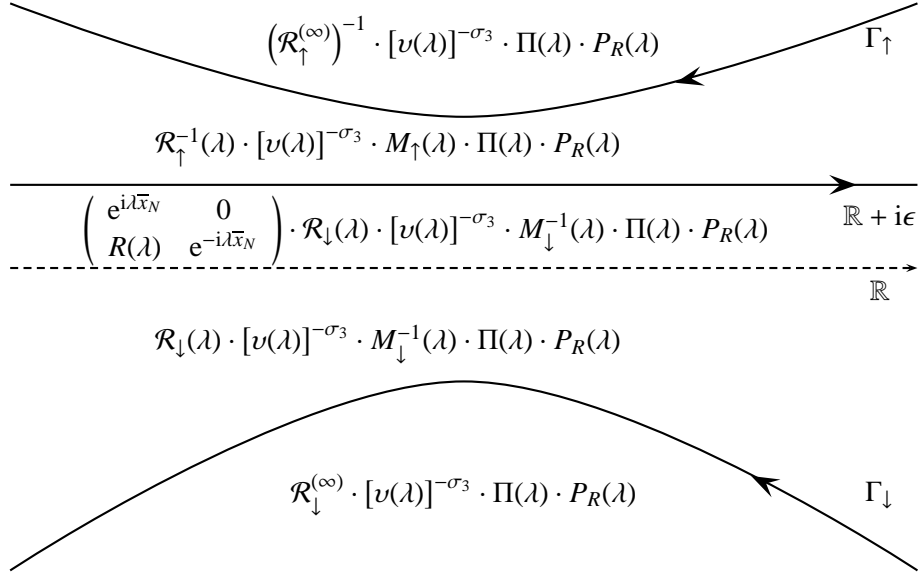 (𝓡↑^(∞))^{-1} · [υ(λ)]^{-σ₃} · Π(λ) · P_R(λ)
Γ↑
𝓡↑^{-1}(λ) · [υ(λ)]^{-σ₃} · M↑(λ) · Π(λ) · P_R(λ)
( e^{iλx̄_N} 0
R(λ) e^{-iλx̄_N} ) · 𝓡↓(λ) · [υ(λ)]^{-σ₃} · M↓^{-1}(λ) · Π(λ) · P_R(λ)
ℝ + iϵ
ℝ
𝓡↓(λ) · [υ(λ)]^{-σ₃} · M↓^{-1}(λ) · Π(λ) · P_R(λ)
𝓡↓^(∞) · [υ(λ)]^{-σ₃} · Π(λ) · P_R(λ)
Γ↓